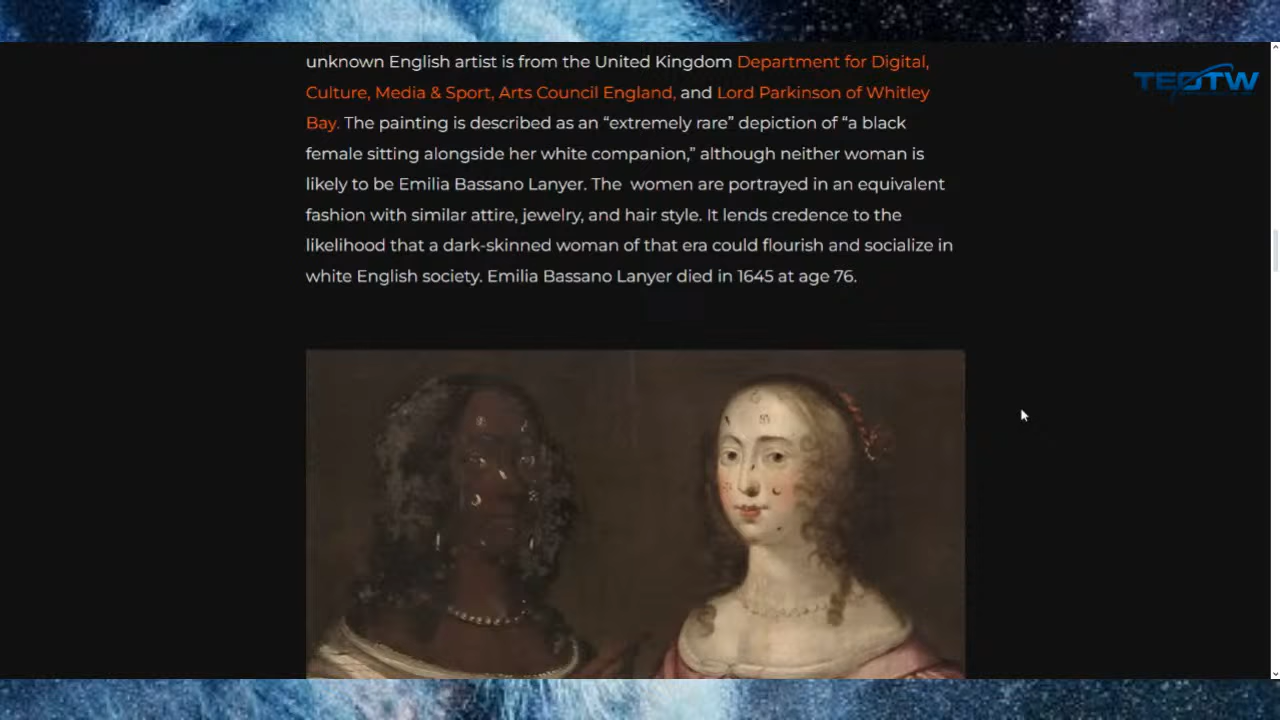 unknown English artist is from the United Kingdom Department for Digital,
TEOTW
Culture, Media & Sport, Arts Council England, and Lord Parkinson of Whitley
Bay. The painting is described as an “extremely rare” depiction of “a black
female sitting alongside her white companion,” although neither woman is
likely to be Emilia Bassano Lanyer. The  women are portrayed in an equivalent
fashion with similar attire, jewelry, and hair style. It lends credence to the
likelihood that a dark-skinned woman of that era could flourish and socialize in
white English society. Emilia Bassano Lanyer died in 1645 at age 76.